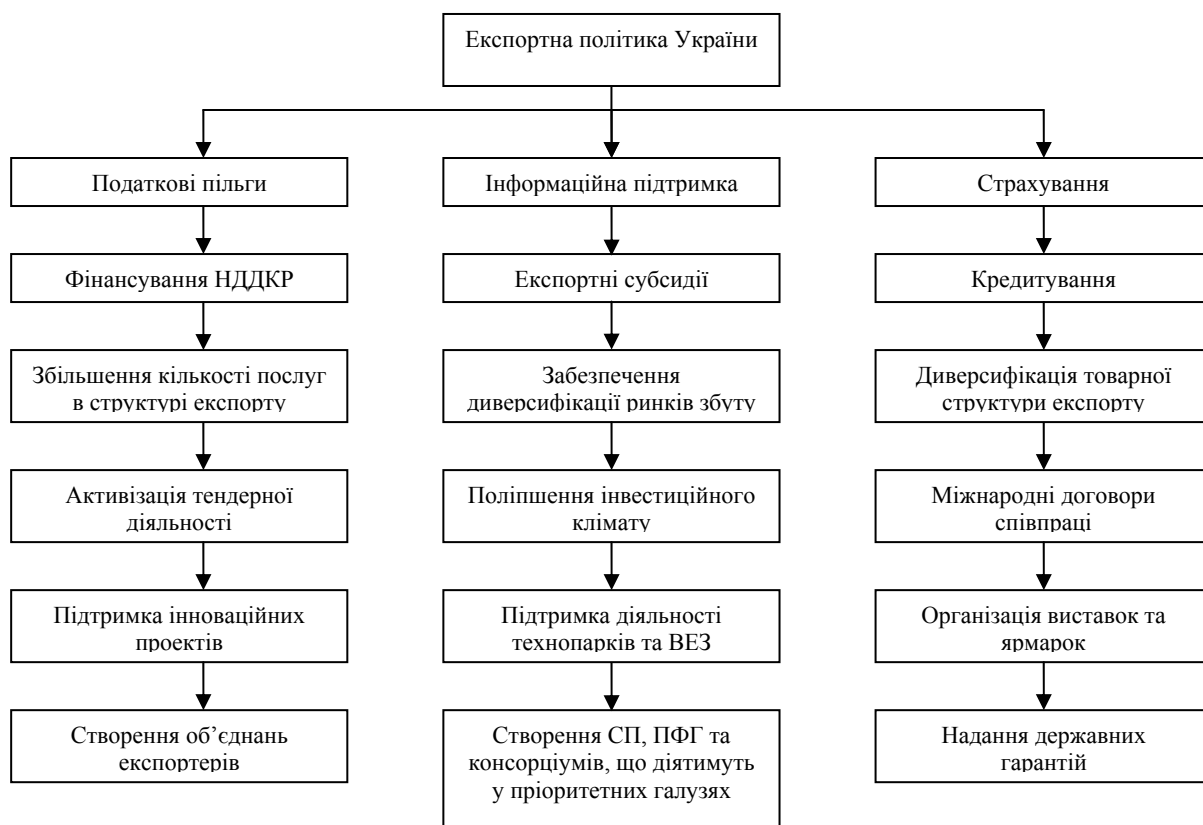 Експортна політика України
Податкові пільги
Інформаційна підтримка
Страхування
Фінансування НДДКР
Експортні субсидії
Кредитування
Збільшення кількості послуг
в структурі експорту
Забезпечення
диверсифікації ринків збуту
Диверсифікація товарної
структури експорту
Активізація тендерної
діяльності
Поліпшення інвестиційного
клімату
Міжнародні договори
співпраці
Підтримка інноваційних
проектів
Підтримка діяльності
технопарків та ВЕЗ
Організація виставок та
ярмарок
Створення об’єднань
експортерів
Створення СП, ПФГ та
консорціумів, що діятимуть
у пріоритетних галузях
Надання державних
гарантій